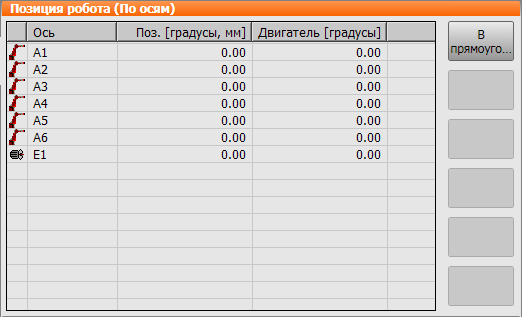 Позиция робота (По осям)
Ось Поз. [градусы, мм] Двигатель [градусы]
A1 0.00 0.00
A2 0.00 0.00
A3 0.00 0.00
A4 0.00 0.00
A5 0.00 0.00
A6 0.00 0.00
E1 0.00 0.00
В
прямоуго...